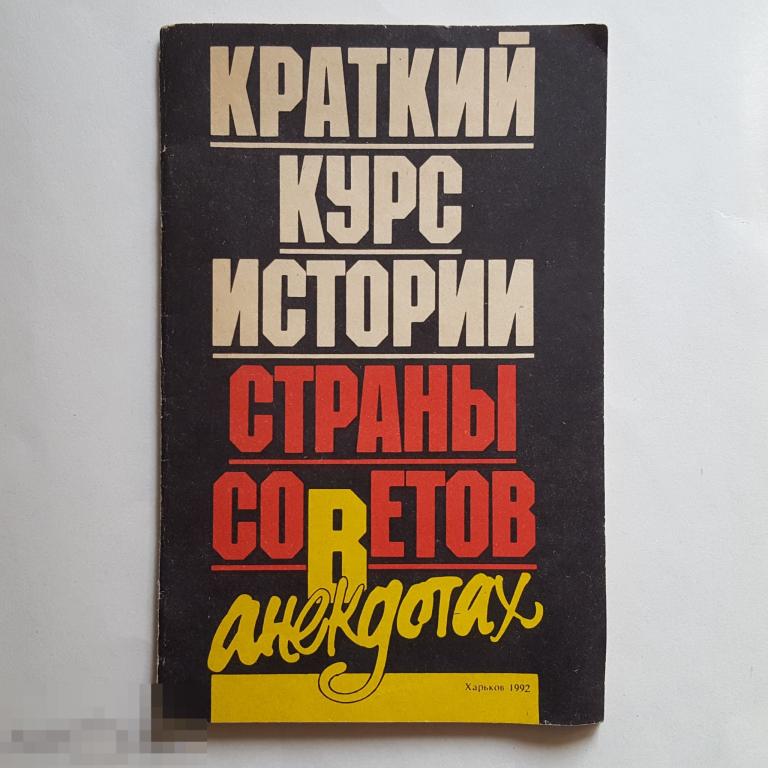 КРАТКИЙ
КУРС
ИСТОРИИ
СТРАНЫ
СОВЕТОВ
В
анекдотах
Харьков 1992